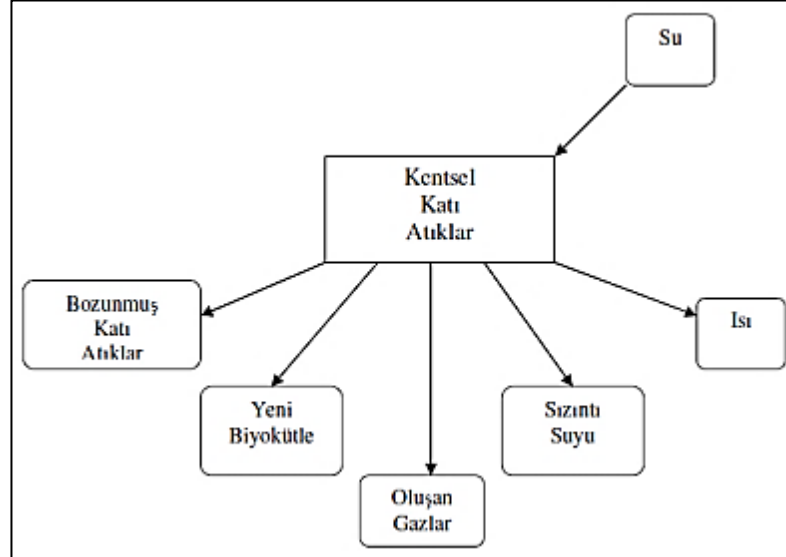 Su
Kentsel
Katı
Atıklar
Bozunmuş
Katı
Atıklar
Isı
Yeni
Biyokütle
Sızıntı
Suyu
Oluşan
Gazlar